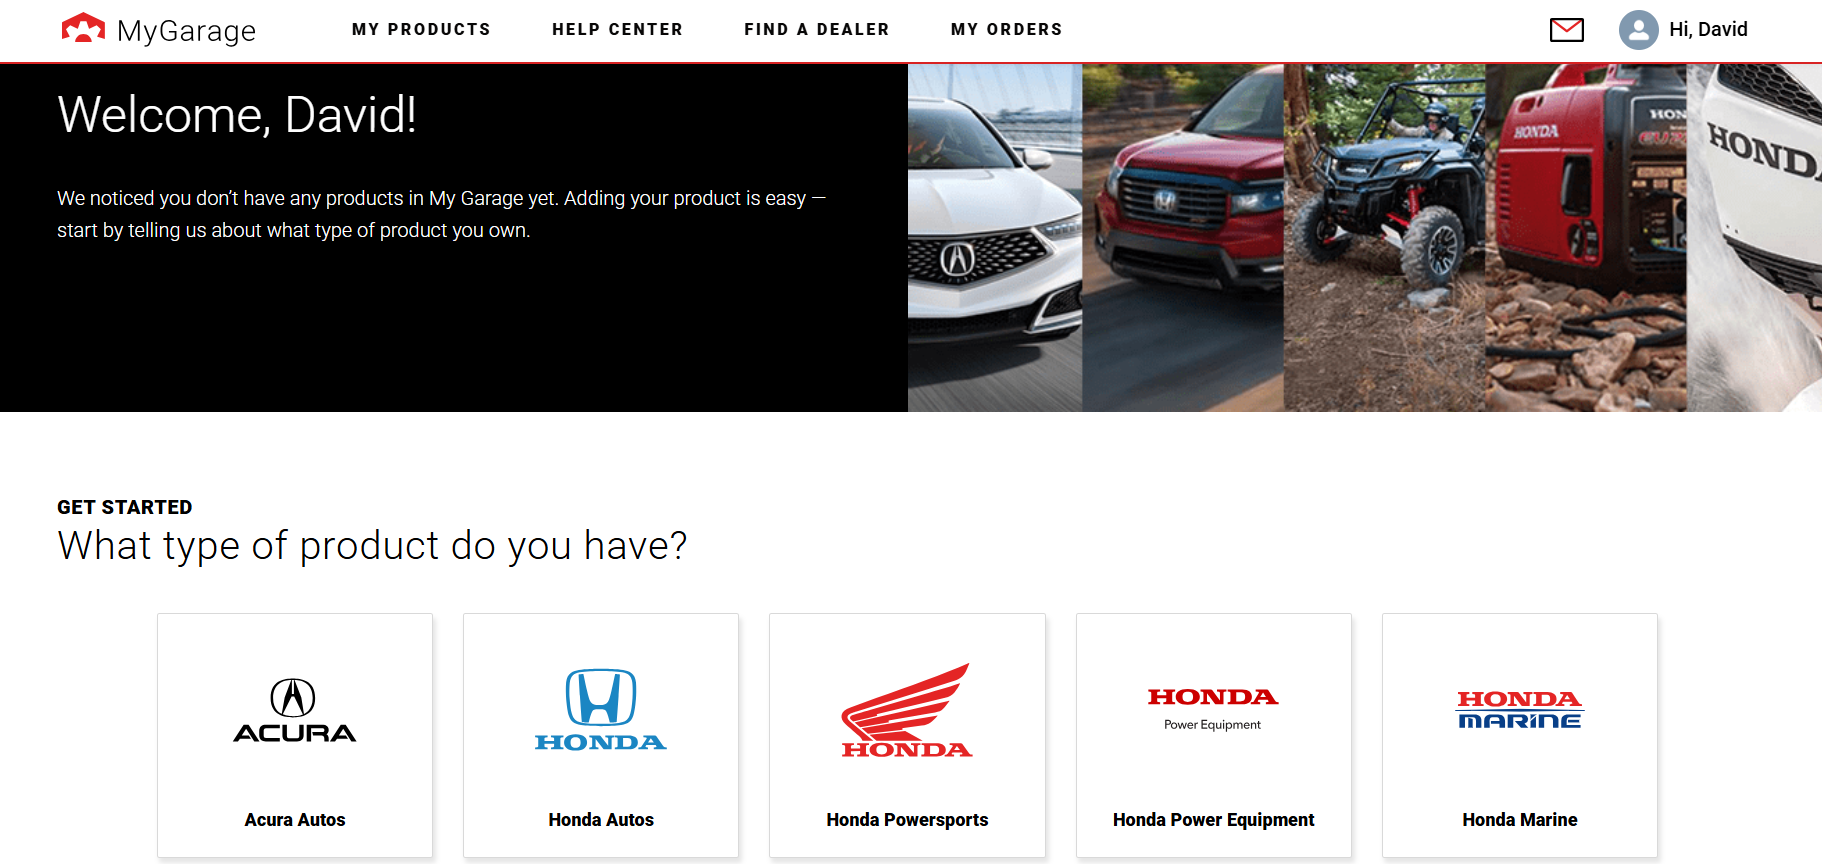 MyGarage
MY PRODUCTS
HELP CENTER
FIND A DEALER
MY ORDERS
Hi, David
Welcome, David!
We noticed you don’t have any products in My Garage yet. Adding your product is easy —
start by telling us about what type of product you own.
HONDA
HON
HOND
GET STARTED
What type of product do you have?
ACURA
Acura Autos
HONDA
Honda Autos
HONDA
Honda Powersports
HONDA
Power Equipment
Honda Power Equipment
HONDA
MARINE
Honda Marine